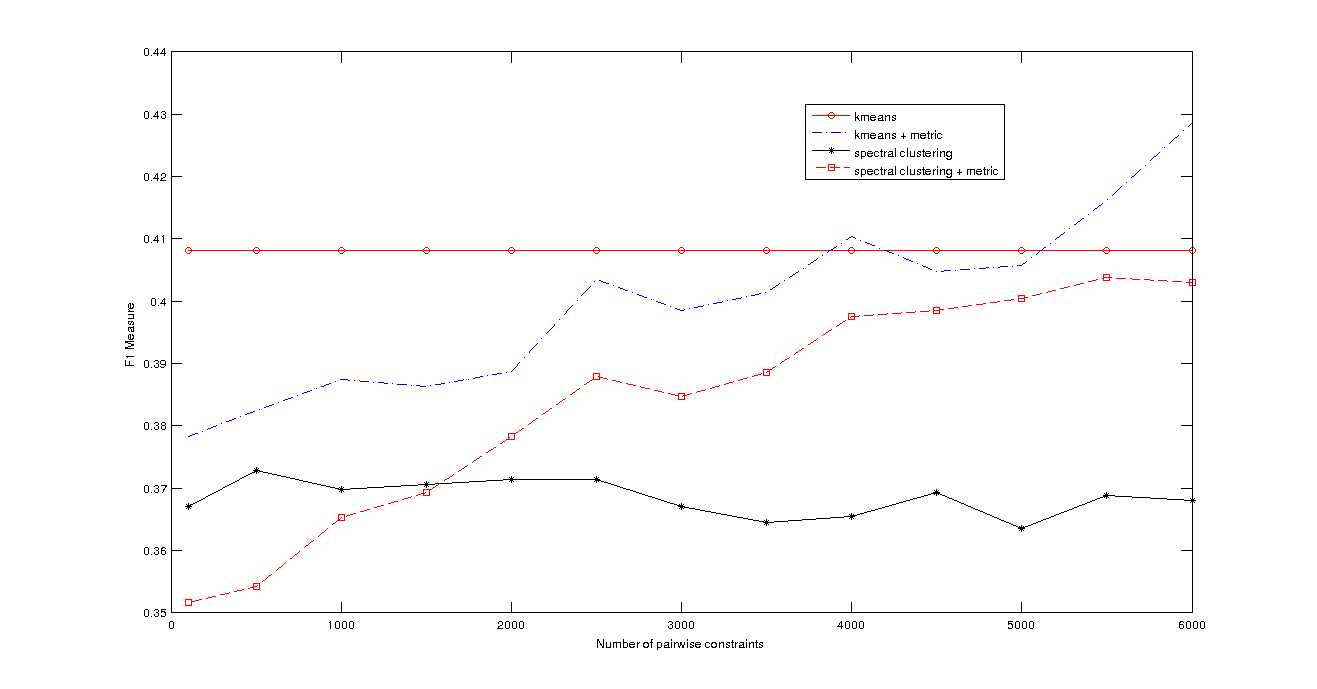 0.44
0.43
0.42
0.41
0.4
0.39
0.38
0.37
0.36
0.35
F1 Measure
kmeans
kmeans + metric
spectral clustering
spectral clustering + metric
0 1000 2000 3000 4000 5000 6000
Number of pairwise constraints